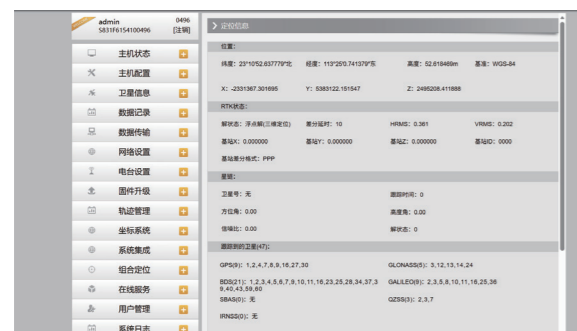 admin
S831F6154100496
0496
[注销]
主机状态
主机配置
卫星信息
数据记录
数据传输
网络设置
电台设置
固件升级
轨迹管理
坐标系统
系统集成
组合定位
在线服务
用户管理
系统日志
定位信息
位置:
纬度: 23°10'52.637779"北 经度: 113°25'0.741379"东 高度: 52.618469m 基准: WGS-84
X: -2331367.301695 Y: 5383122.151547 Z: 2495208.411688
RTK状态:
解状态: 浮点解(三维定位) 差分延时: 10 HRMS: 0.361 VRMS: 0.202
基站X: 0.000000 基站Y: 0.000000 基站Z: 0.000000 基站ID: 0000
基站差分格式: PPP
星链:
卫星号: 无 跟踪时间: 0
方位角: 0.00 高度角: 0.00
信噪比: 0.00 解状态: 0
跟踪到的卫星(47):
GPS(9): 1,2,4,7,8,9,16,27,30 GLONASS(5): 3,12,13,14,24
BDS(21): 1,2,3,4,5,6,7,9,10,11,16,23,25,28,34,37,39,40,43,59,60 GALILEO(9): 2,3,5,8,10,11,16,25,36
SBAS(0): 无 QZSS(3): 2,3,7
IRNSS(0): 无